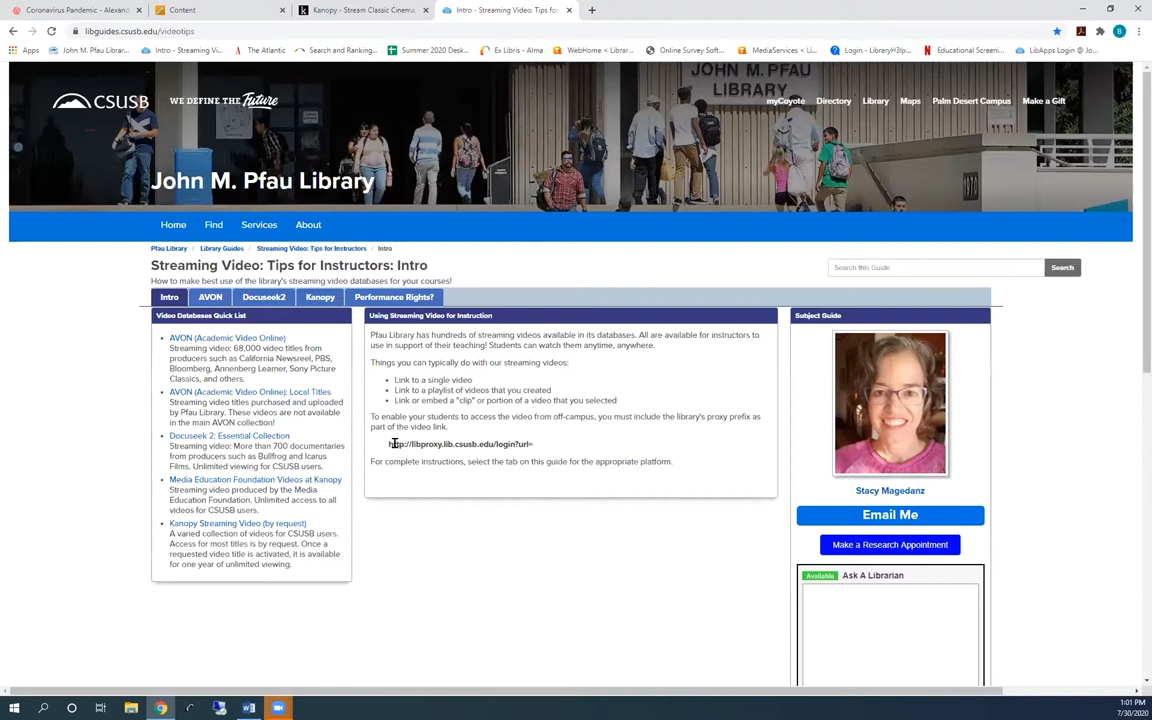 Coronavirus Pandemic - Alexand
Content
Kanopy - Stream Classic Cinema,
Intro - Streaming Video: Tips for
libguides.csusb.edu/videotips
Apps
John M. Pfau Librar...
Intro - Streaming Vi...
The Atlantic
Search and Ranking...
Summer 2020 Desk...
Ex Libris - Alma
WebHome < Librar...
Online Survey Soft...
MediaServices < Li...
Login - LibraryH3lp...
Educational Screeni...
LibApps Login @ Jo...
JOHN M. PFAU
LIBRARY
CSUSB
WE DEFINE THE Future
myCoyote
Directory
Library
Maps
Palm Desert Campus
Make a Gift
John M. Pfau Library
Home
Find
Services
About
Pfau Library / Library Guides / Streaming Video: Tips for Instructors / Intro
Streaming Video: Tips for Instructors: Intro
How to make best use of the library's streaming video databases for your courses!
Search this Guide
Search
Intro
AVON
Docuseek2
Kanopy
Performance Rights?
Video Databases Quick List
AVON (Academic Video Online)
Streaming video: 68,000 video titles from
producers such as California Newsreel, PBS,
Bloomberg, Annenberg Learner, Sony Picture
Classics, and others.
AVON (Academic Video Online): Local Titles
Streaming video titles purchased and uploaded
by Pfau Library. These videos are not available
in the main AVON collection!
Docuseek 2: Essential Collection
Streaming video: More than 700 documentaries
from producers such as Bullfrog and Icarus
Films. Unlimited viewing for CSUSB users.
Media Education Foundation Videos at Kanopy
Streaming video produced by the Media
Education Foundation. Unlimited access to all
videos for CSUSB users.
Kanopy Streaming Video (by request)
A varied collection of videos for CSUSB users.
Access for most titles is by request. Once a
requested video title is activated, it is available
for one year of unlimited viewing.
Using Streaming Video for Instruction
Pfau Library has hundreds of streaming videos available in its databases. All are available for instructors to
use in support of their teaching! Students can watch them anytime, anywhere.
Things you can typically do with our streaming videos:
Link to a single video
Link to a playlist of videos that you created
Link or embed a "clip" or portion of a video that you selected
To enable your students to access the video from off-campus, you must include the library's proxy prefix as
part of the video link.
http://libproxy.lib.csusb.edu/login?url=
For complete instructions, select the tab on this guide for the appropriate platform.
Subject Guide
Stacy Magedanz
Email Me
Make a Research Appointment
Available
Ask A Librarian
1:01 PM
7/30/2020